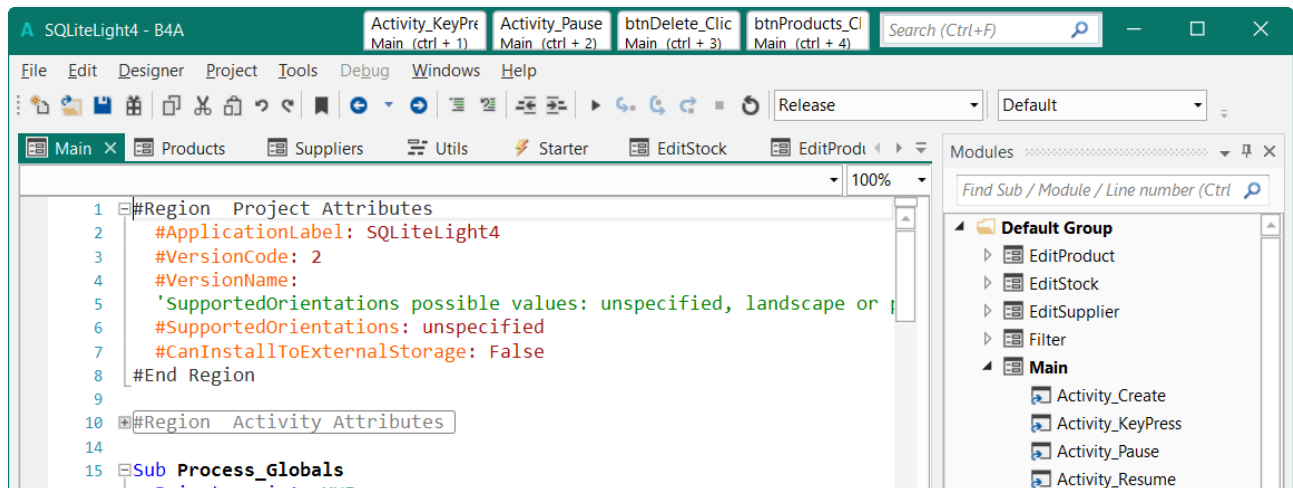 SQLiteLight4 - B4A
Activity_KeyPre Activity_Pause btnDelete_Clic btnProducts_Cl Search (Ctrl+F)
Main (ctrl + 1) Main (ctrl + 2) Main (ctrl + 3) Main (ctrl + 4)
File Edit Designer Project Tools Debug Windows Help
Release Default
Main Products Suppliers Utils Starter EditStock EditProdu
100%
1 #Region Project Attributes
2 #ApplicationLabel: SQLiteLight4
3 #VersionCode: 2
4 #VersionName:
5 'SupportedOrientations possible values: unspecified, landscape or
6 #SupportedOrientations: unspecified
7 #CanInstallToExternalStorage: False
8 #End Region
9
10 #Region Activity Attributes
14
15 Sub Process_Globals
Modules
Find Sub / Module / Line number (Ctrl
Default Group
EditProduct
EditStock
EditSupplier
Filter
Main
Activity_Create
Activity_KeyPress
Activity_Pause
Activity_Resume